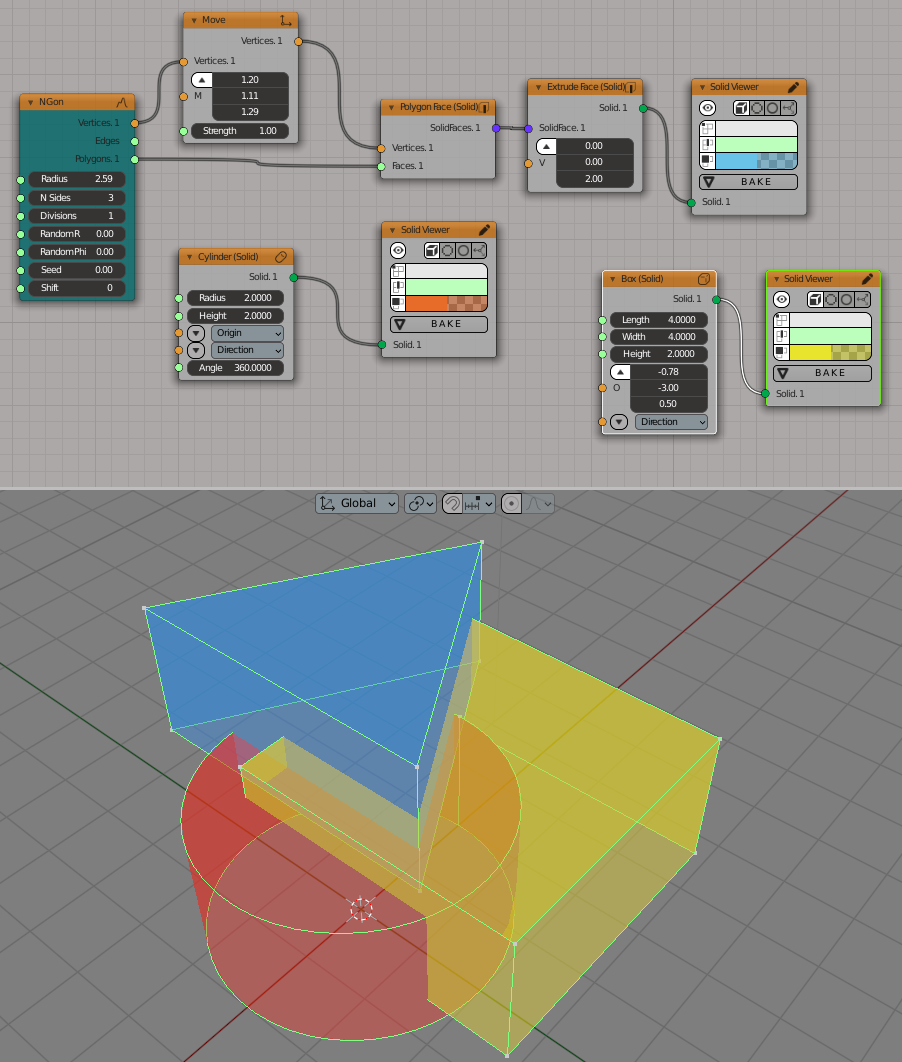 Move
Vertices. 1
Vertices. 1
1.20
M
1.11
1.29
Strength 1.00
NGon
Vertices. 1
Edges
Polygons. 1
Radius 2.59
N Sides 3
Divisions 1
RandomR 0.00
RandomPhi 0.00
Seed 0.00
Shift 0
Polygon Face (Solid)
SolidFaces. 1
Vertices. 1
Faces. 1
Extrude Face (Solid)
Solid. 1
SolidFace. 1
0.00
V
0.00
2.00
Solid Viewer
BAKE
Solid. 1
Cylinder (Solid)
Solid. 1
Radius 2.0000
Height 2.0000
Origin
Direction
Angle 360.0000
Solid Viewer
BAKE
Solid. 1
Box (Solid)
Solid. 1
Length 4.0000
Width 4.0000
Height 2.0000
-0.78
O
-3.00
0.50
Direction
Solid Viewer
BAKE
Solid. 1
Global